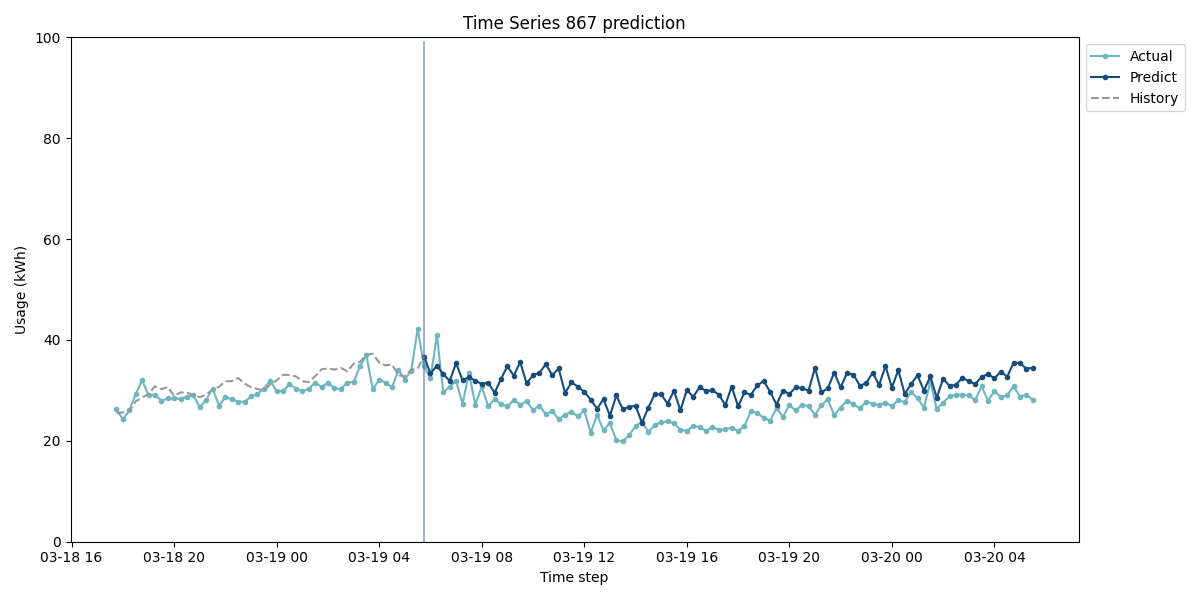 Time Series 867 prediction
100
80
60
40
20
0
Usage (kWh)
03-18 16 03-18 20 03-19 00 03-19 04 03-19 08 03-19 12 03-19 16 03-19 20 03-20 00 03-20 04
Time step
Actual
Predict
History